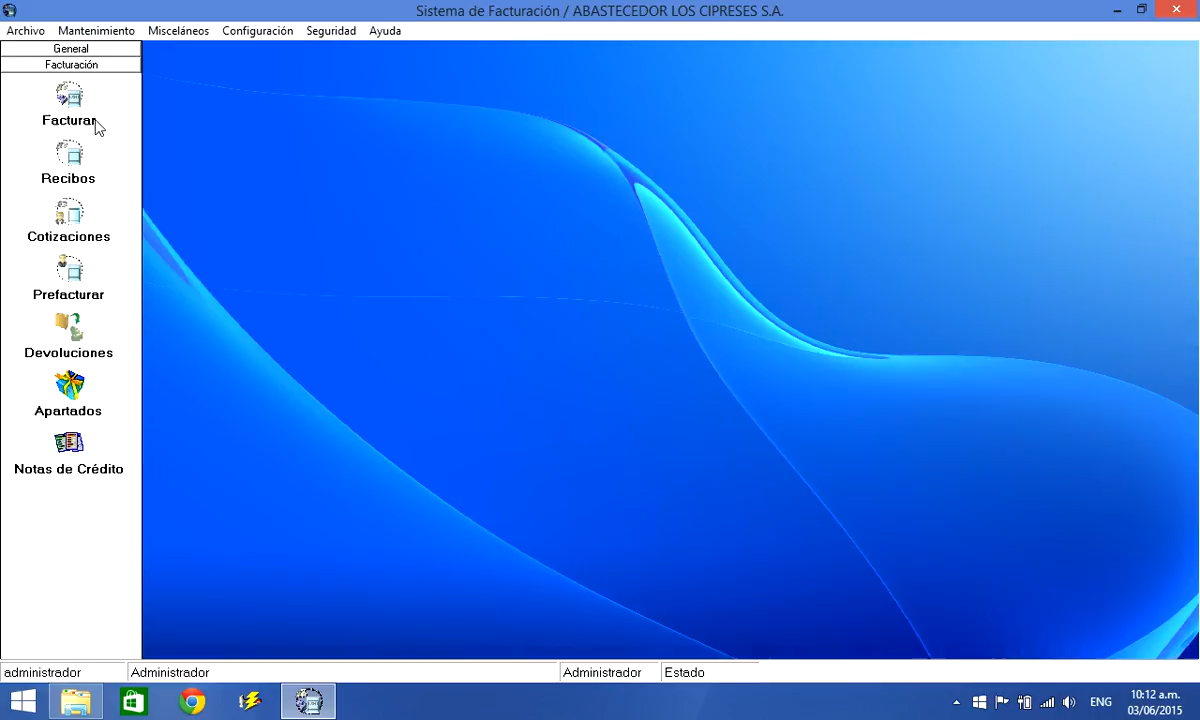 Sistema de Facturación / ABASTECEDOR LOS CIPRESES S.A.
Archivo Mantenimiento Misceláneos Configuración Seguridad Ayuda
General
Facturación
Facturar
Recibos
Cotizaciones
Prefacturar
Devoluciones
Apartados
Notas de Crédito
administrador Administrador Administrador Estado
ENG
10:12 a.m.
03/06/2015